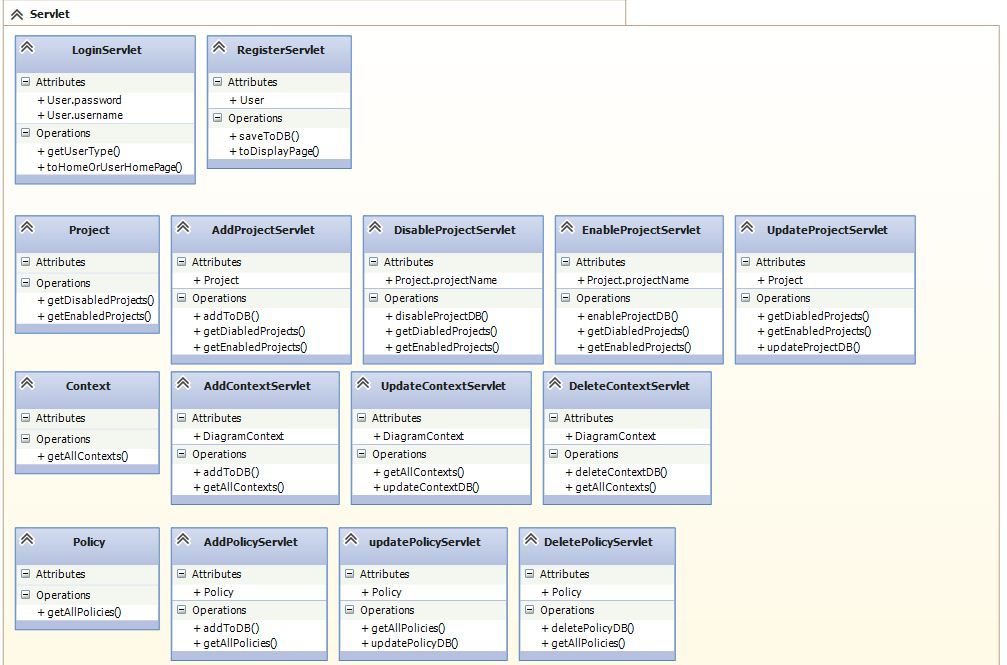 Servlet
LoginServlet
Attributes
+ User.password
+ User.username
Operations
+ getUserType()
+ toHomeOrUserHomePage()
RegisterServlet
Attributes
+ User
Operations
+ saveToDB()
+ toDisplayPage()
Project
Attributes
Operations
+ getDisabledProjects()
+ getEnabledProjects()
AddProjectServlet
Attributes
+ Project
Operations
+ addToDB()
+ getDiabledProjects()
+ getEnabledProjects()
DisableProjectServlet
Attributes
+ Project.projectName
Operations
+ disableProjectDB()
+ getDiabledProjects()
+ getEnabledProjects()
EnableProjectServlet
Attributes
+ Project.projectName
Operations
+ enableProjectDB()
+ getDiabledProjects()
+ getEnabledProjects()
UpdateProjectServlet
Attributes
+ Project
Operations
+ getDiabledProjects()
+ getEnabledProjects()
+ updateProjectDB()
Context
Attributes
Operations
+ getAllContexts()
AddContextServlet
Attributes
+ DiagramContext
Operations
+ addToDB()
+ getAllContexts()
UpdateContextServlet
Attributes
+ DiagramContext
Operations
+ getAllContexts()
+ updateContextDB()
DeleteContextServlet
Attributes
+ DiagramContext
Operations
+ deleteContextDB()
+ getAllContexts()
Policy
Attributes
Operations
+ getAllPolicies()
AddPolicyServlet
Attributes
+ Policy
Operations
+ addToDB()
+ getAllPolicies()
updatePolicyServlet
Attributes
+ Policy
Operations
+ getAllPolicies()
+ updatePolicyDB()
DeletePolicyServlet
Attributes
+ Policy
Operations
+ deletePolicyDB()
+ getAllPolicies()